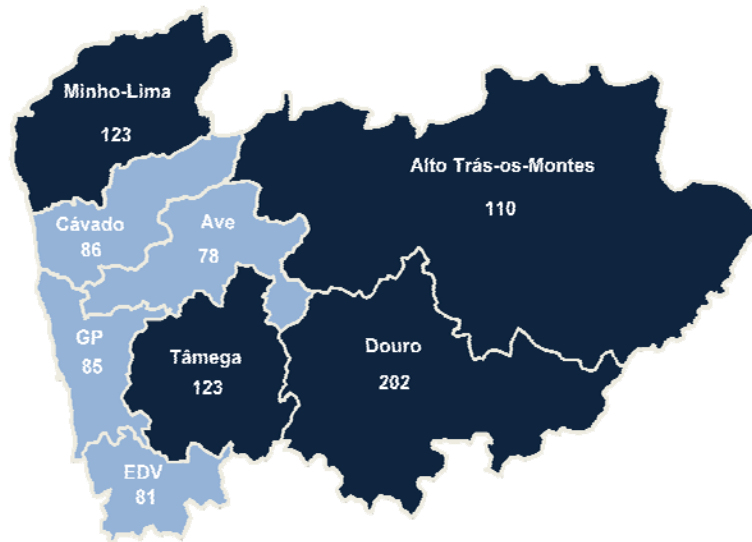 Minho-Lima
123
Alto Trás-os-Montes
110
Cávado
86
Ave
78
GP
85
Tâmega
123
Douro
202
EDV
81